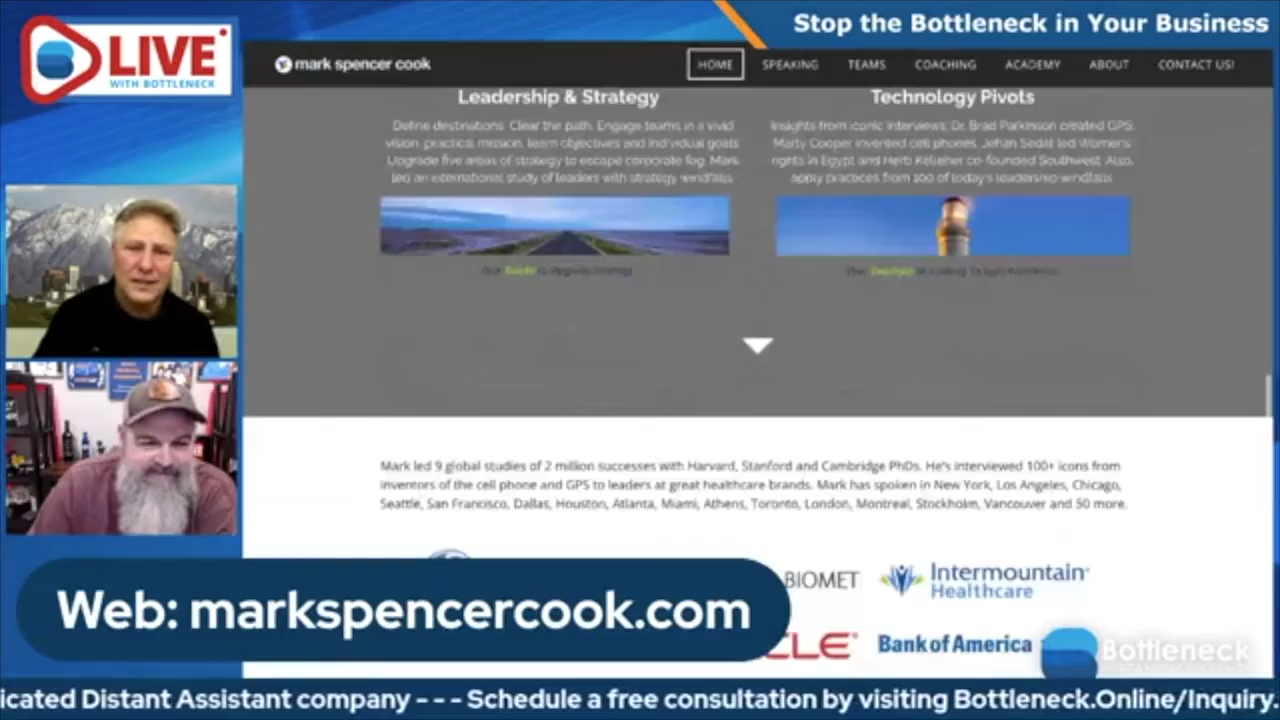 Stop the Bottleneck in Your Business
LIVE
WITH BOTTLENECK
mark spencer cook
HOME
SPEAKING
TEAMS
COACHING
ACADEMY
ABOUT
CONTACT US!
Leadership & Strategy
Define destinations. Clear the path. Engage teams in a vivid
vision, practical mission, team objectives and individual goals
Upgrade five areas of strategy to escape corporate fog. Mark
led an international study of leaders with strategy windfalls.
Technology Pivots
Insights from iconic interviews: Dr. Brad Parkinson created GPS.
Marty Cooper invented cell phones. Jehan Sadat led Womens
rights in Egypt and Herb Kelleher co-founded Southwest. Also,
apply practices from 100 of today's leadership windfalls
Mark led 9 global studies of 2 million successes with Harvard, Stanford and Cambridge PhDs. He's interviewed 100+ icons from
inventors of the cell phone and GPS to leaders at great healthcare brands. Mark has spoken in New York, Los Angeles, Chicago,
Seattle, San Francisco, Dallas, Houston, Atlanta, Miami, Athens, Toronto, London, Montreal, Stockholm, Vancouver and 50 more.
BIOMET
Intermountain
Healthcare
CLE
Bank of America
Web: markspencercook.com
Bottleneck
icated Distant Assistant company - - - Schedule a free consultation by visiting Bottleneck.Online/Inquiry.